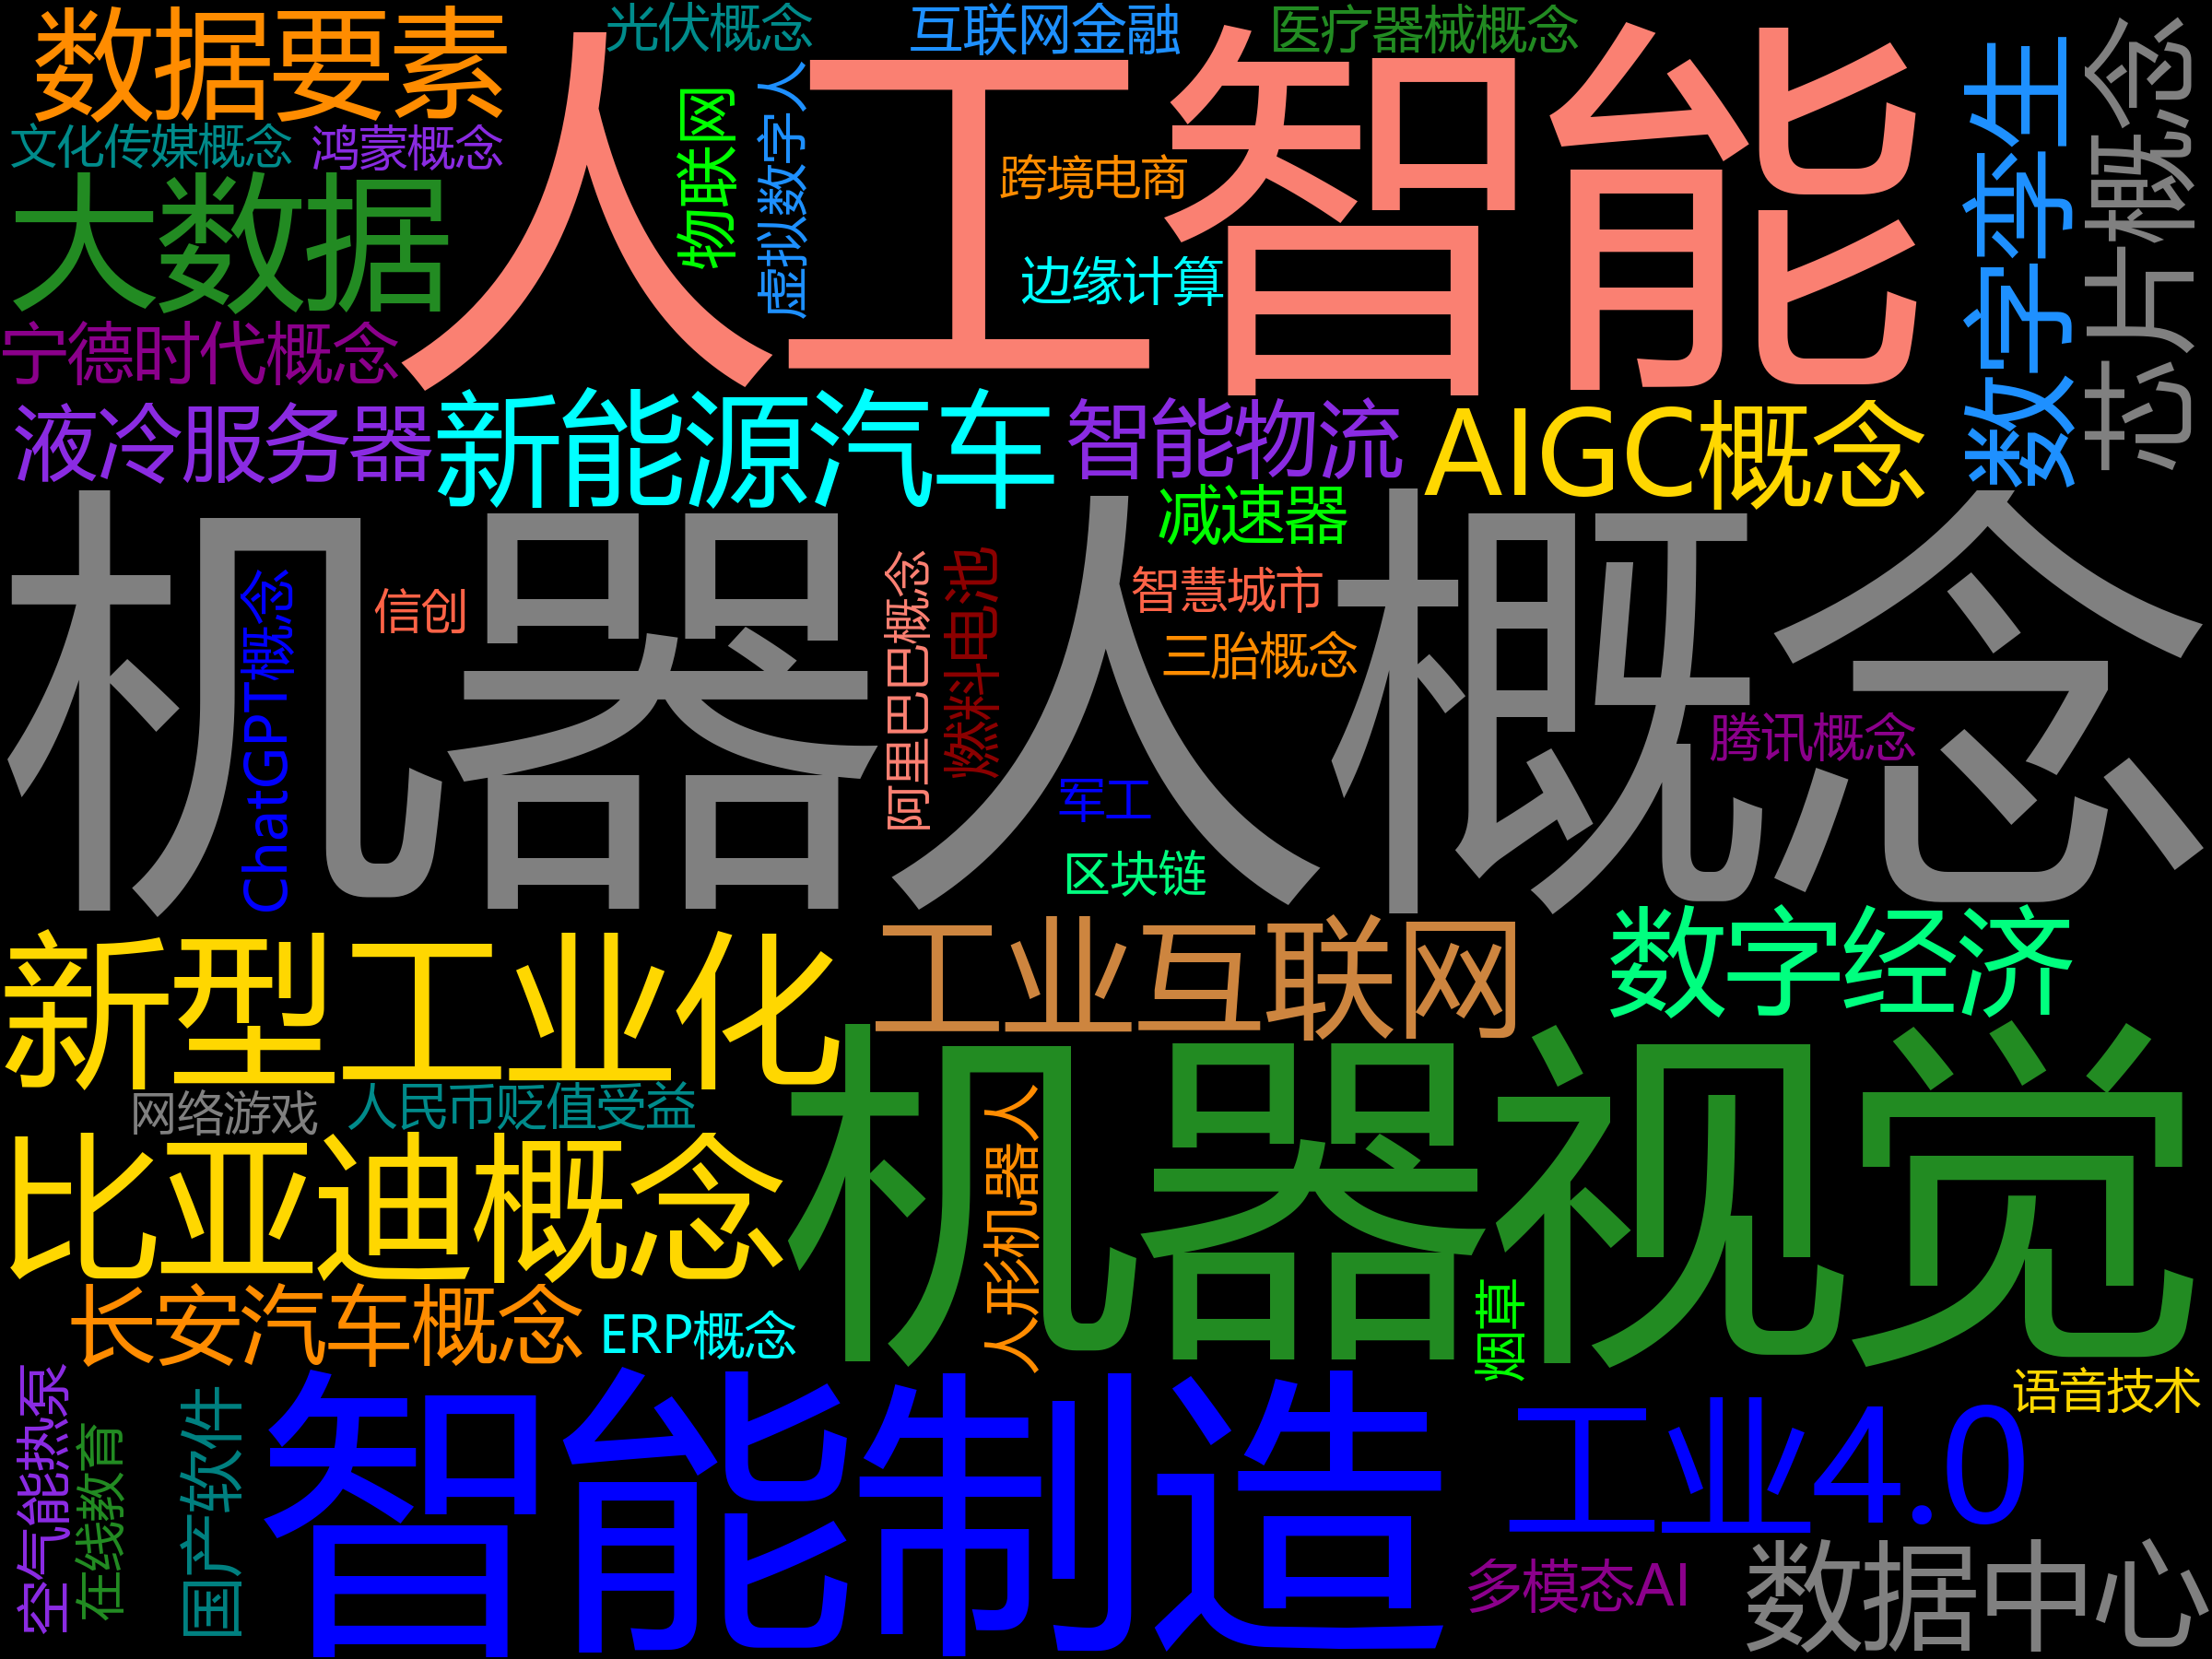 光伏概念
互联网金融
医疗器械概念
数据要素
人工智能
数字孪生
芯片概念
文化传媒概念
鸿蒙概念
物联网
虚拟数字人
跨境电商
大数据
边缘计算
宁德时代概念
新能源汽车
智能物流
AIGC概念
液冷服务器
减速器
机器人概念
ChatGPT概念
信创
阿里巴巴概念
燃料电池
智慧城市
三胎概念
腾讯概念
军工
区块链
新型工业化
工业互联网
数字经济
网络游戏
人民币贬值受益
机器视觉
人形机器人
比亚迪概念
长安汽车概念
ERP概念
烟草
语音技术
空气能热泵
在线教育
国产软件
智能制造
工业4.0
多模态AI
数据中心